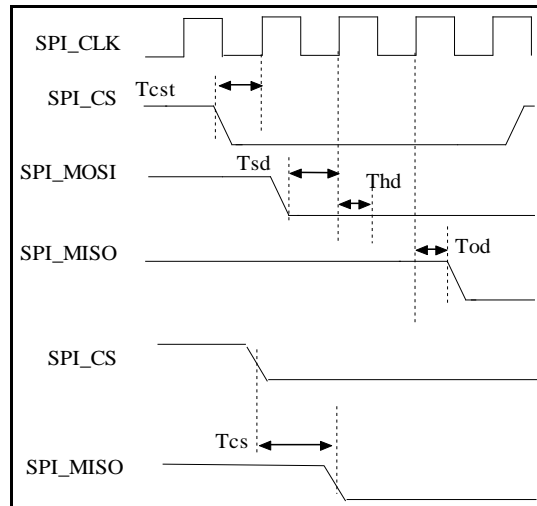 SPI_CLK
Tcst
SPI_CS
Tsd
SPI_MOSI
Thd
Tod
SPI_MISO
SPI_CS
Tcs
SPI_MISO